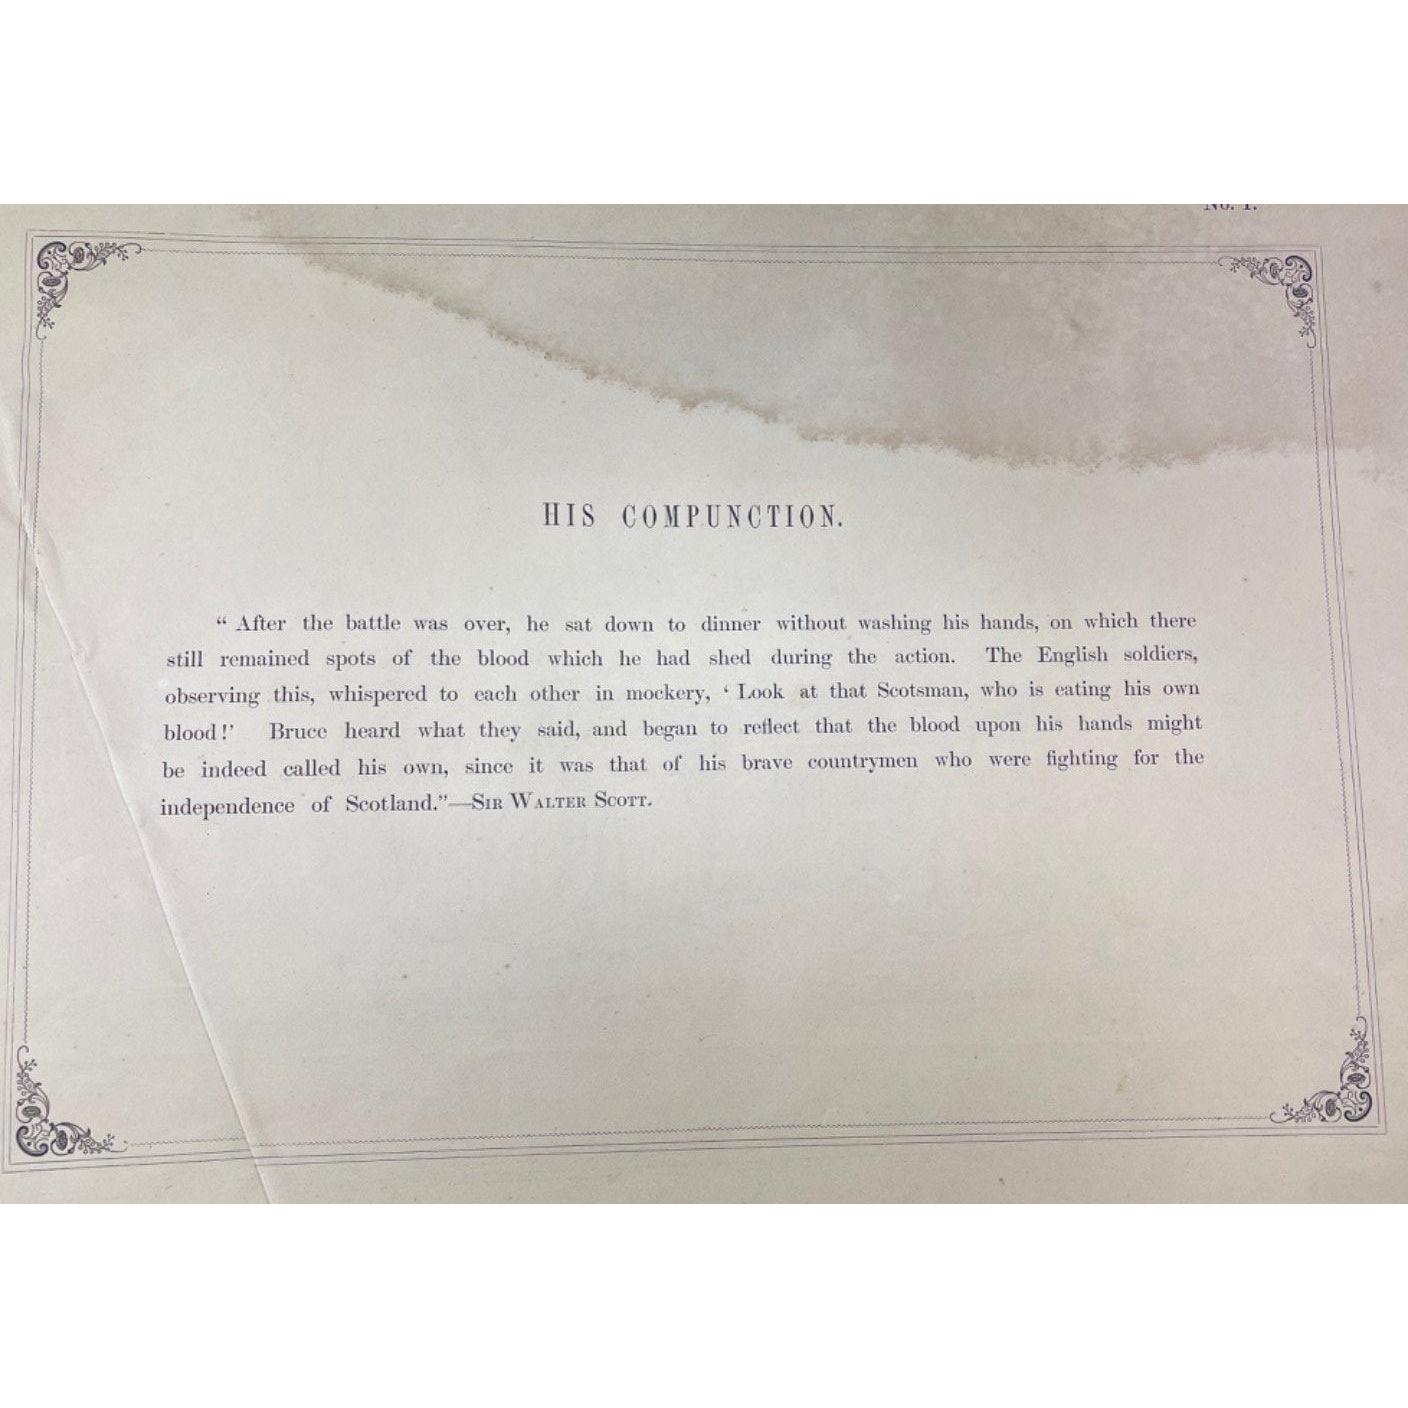 No. 1.
HIS COMPUNCTION.
“ After the battle was over, he sat down to dinner without washing his hands, on which there
still remained spots of the blood which he had shed during the action. The English soldiers,
observing this, whispered to each other in mockery, ‘ Look at that Scotsman, who is eating his own
blood !’ Bruce heard what they said, and began to reflect that the blood upon his hands might
be indeed called his own, since it was that of his brave countrymen who were fighting for the
independence of Scotland.”—SIR WALTER SCOTT.